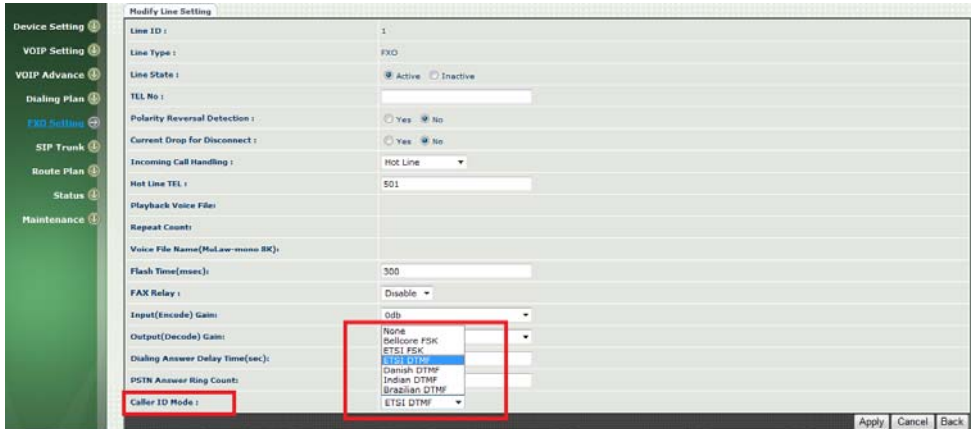 Modify Line Setting
Device Setting
VOIP Setting
VOIP Advance
Dialing Plan
FXO Setting
SIP Trunk
Route Plan
Status
Maintenance
Line ID : 1
Line Type : FXO
Line State : Active Inactive
TEL No :
Polarity Reversal Detection : Yes No
Current Drop for Disconnect : Yes No
Incoming Call Handling : Hot Line
Hot Line TEL : 501
Playback Voice File:
Repeat Count:
Voice File Name(MuLaw-mono 8K):
Flash Time(msec): 300
FAX Relay : Disable
Input(Encode) Gain: 0db
Output(Decode) Gain:
Dialing Answer Delay Time(sec):
PSTN Answer Ring Count:
None
Bellcore FSK
ETSI FSK
ETSI DTMF
Danish DTMF
Indian DTMF
Brazilian DTMF
Caller ID Mode : ETSI DTMF
Apply Cancel Back